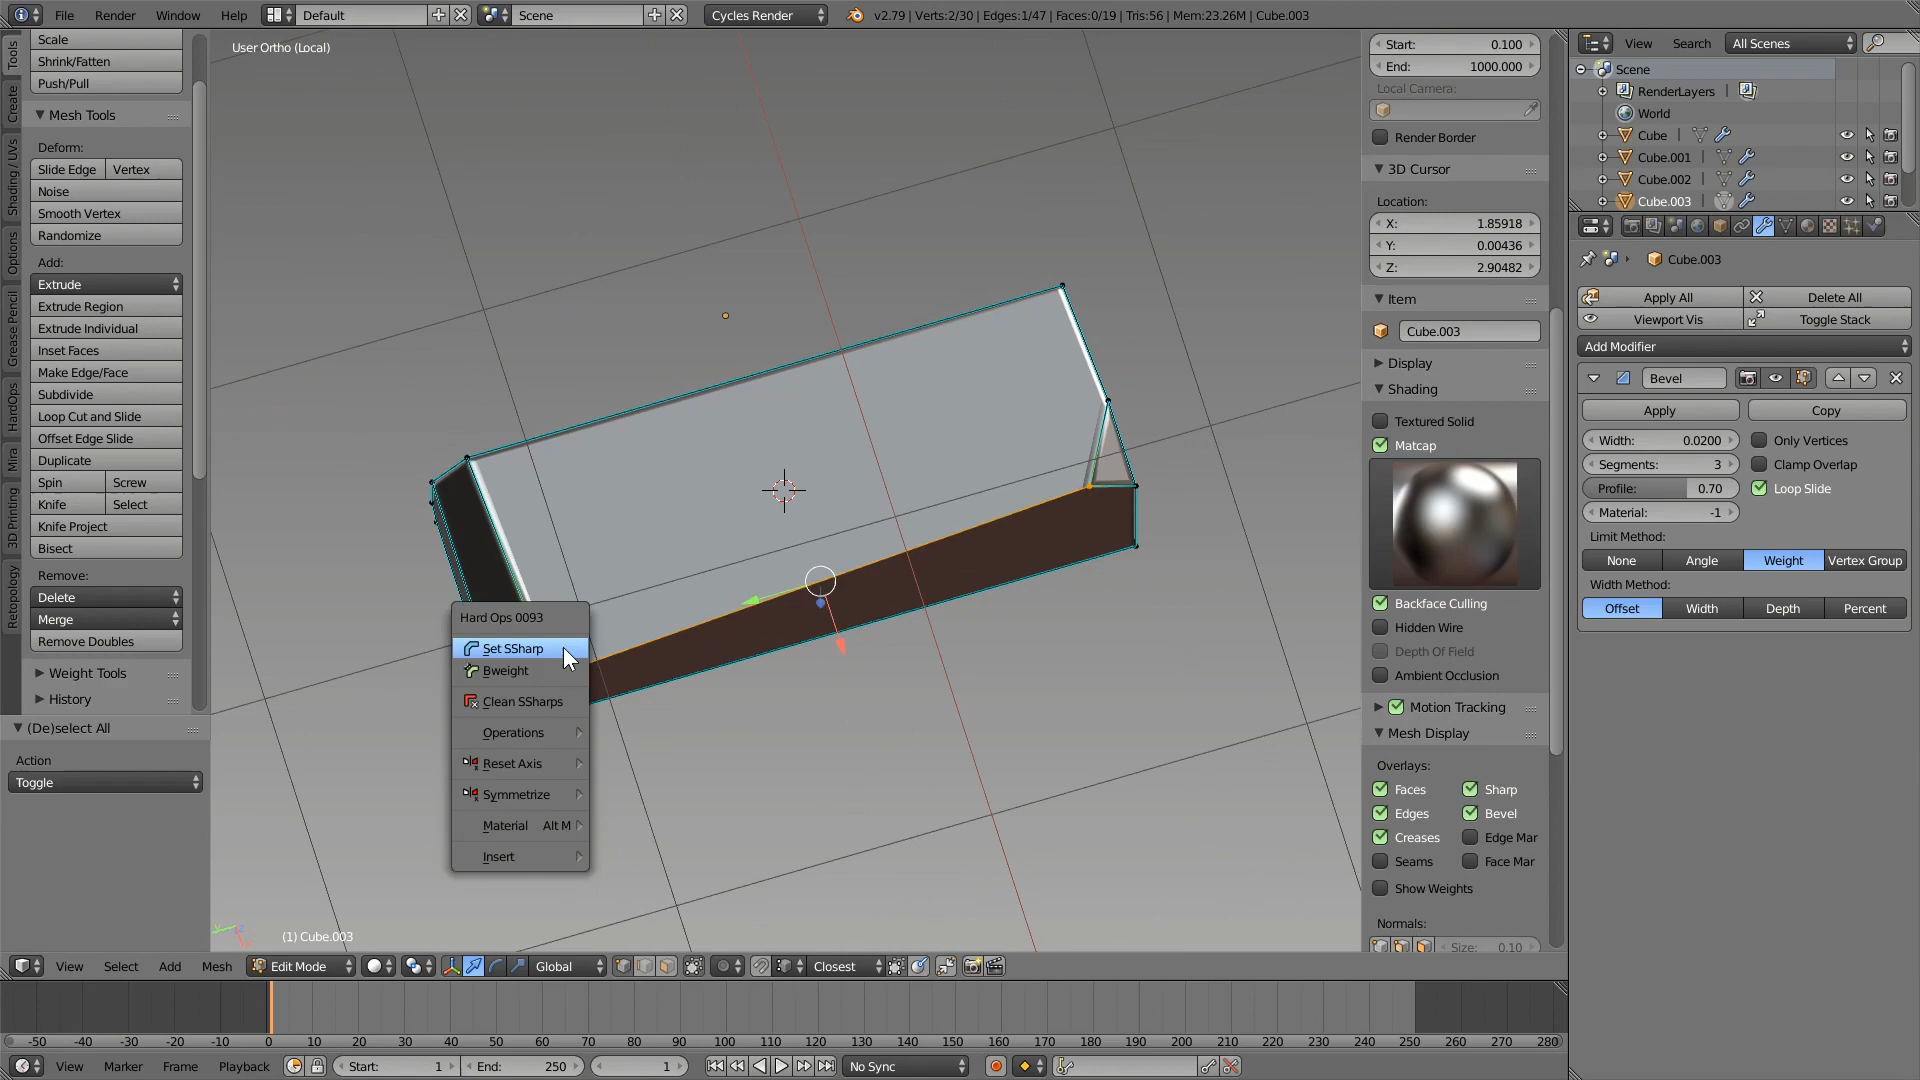 File
Render
Window
Help
Default
Scene
Cycles Render
v2.79 | Verts:2/30 | Edges:1/47 | Faces:0/19 | Tris:56 | Mem:23.26M | Cube.003
Tools
Create
Shading / UVs
Options
Grease Pencil
HardOps
Mira
3D Printing
Retopology
Scale
Shrink/Fatten
Push/Pull
Mesh Tools
Deform:
Slide Edge
Vertex
Noise
Smooth Vertex
Randomize
Add:
Extrude
Extrude Region
Extrude Individual
Inset Faces
Make Edge/Face
Subdivide
Loop Cut and Slide
Offset Edge Slide
Duplicate
Spin
Screw
Knife
Select
Knife Project
Bisect
Remove:
Delete
Merge
Remove Doubles
Weight Tools
History
(De)select All
Action
Toggle
User Ortho (Local)
Hard Ops 0093
Set SSharp
Bweight
Clean SSharps
Operations
Reset Axis
Symmetrize
Material Alt M
Insert
(1) Cube.003
Start: 0.100
End: 1000.000
Local Camera:
Render Border
3D Cursor
Location:
X: 1.85918
Y: 0.00436
Z: 2.90482
Item
Cube.003
Display
Shading
Textured Solid
Matcap
Backface Culling
Hidden Wire
Depth Of Field
Ambient Occlusion
Motion Tracking
Mesh Display
Overlays:
Faces
Sharp
Edges
Bevel
Creases
Edge Mar
Seams
Face Mar
Show Weights
Normals:
Size: 0.10
View
Search
All Scenes
Scene
RenderLayers
World
Cube
Cube.001
Cube.002
Cube.003
Cube.003
Apply All
Delete All
Viewport Vis
Toggle Stack
Add Modifier
Bevel
Apply
Copy
Width: 0.0200
Only Vertices
Segments: 3
Clamp Overlap
Profile: 0.70
Loop Slide
Material: -1
Limit Method:
None
Angle
Weight
Vertex Group
Width Method:
Offset
Width
Depth
Percent
View
Select
Add
Mesh
Edit Mode
Global
Closest
-50 -40 -30 -20 -10 0 10 20 30 40 50 60 70 80 90 100 110 120 130 140 150 160 170 180 190 200 210 220 230 240 250 260 270 280
View
Marker
Frame
Playback
Start: 1
End: 250
1
No Sync